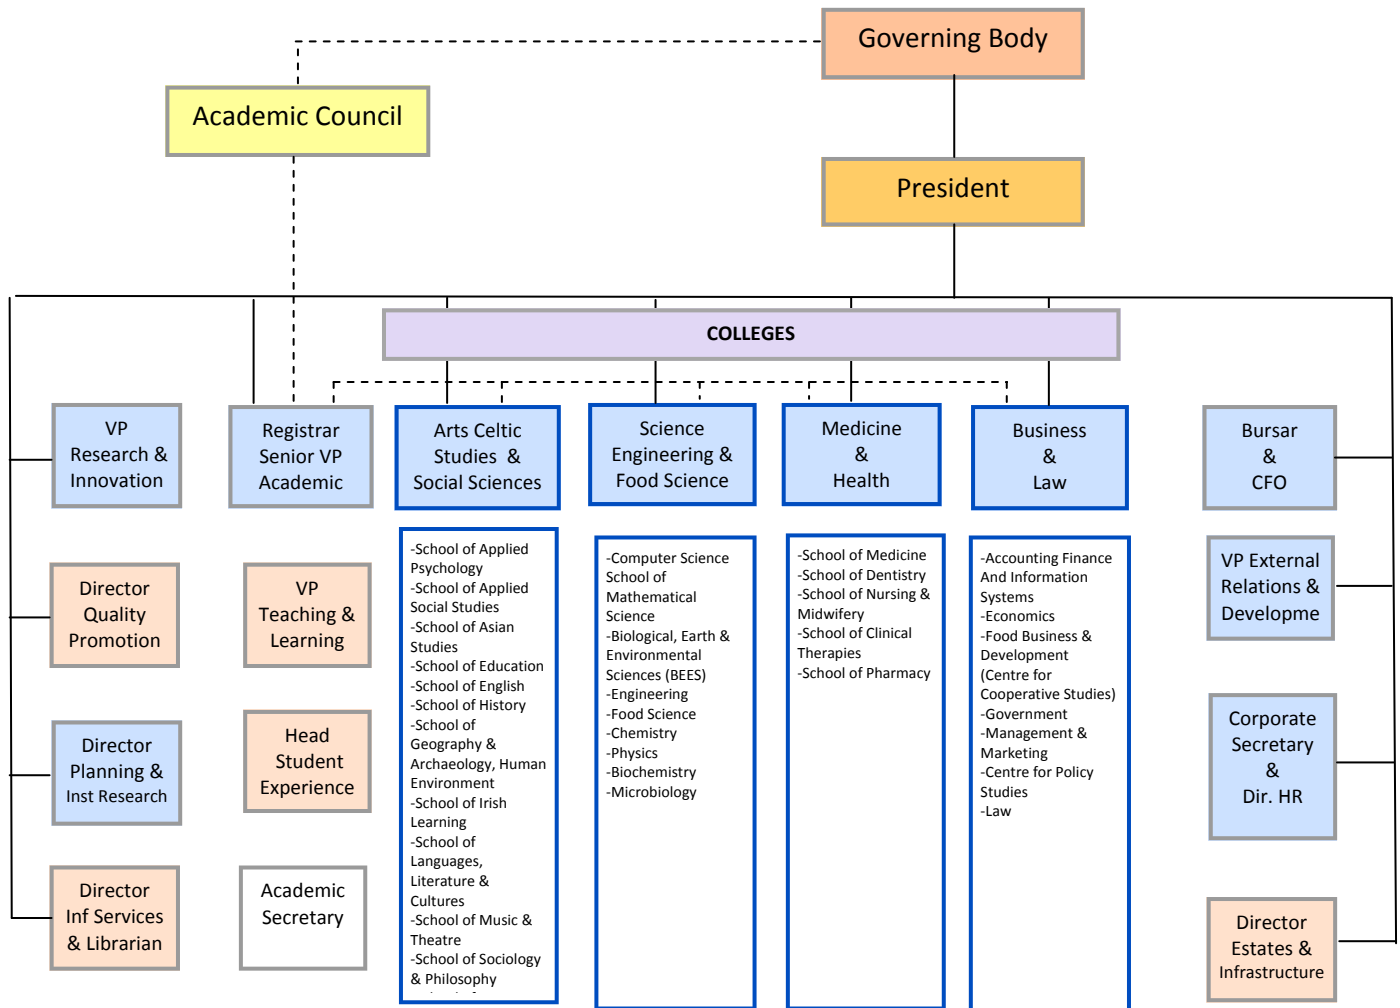 Governing Body
Academic Council
President
COLLEGES
VP
Research &
Innovation
Registrar
Senior VP
Academic
Arts Celtic
Studies &
Social Sciences
Science
Engineering &
Food Science
Medicine
&
Health
Business
&
Law
Bursar
&
CFO
Director
Quality
Promotion
VP
Teaching &
Learning
-School of Applied
Psychology
-School of Applied
Social Studies
-School of Asian
Studies
-School of Education
-School of English
-School of History
-School of
Geography &
Archaeology, Human
Environment
-School of Irish
Learning
-School of
Languages,
Literature &
Cultures
-School of Music &
Theatre
-School of Sociology
& Philosophy
-Computer Science
School of
Mathematical
Science
-Biological, Earth &
Environmental
Sciences (BEES)
-Engineering
-Food Science
-Chemistry
-Physics
-Biochemistry
-Microbiology
-School of Medicine
-School of Dentistry
-School of Nursing &
Midwifery
-School of Clinical
Therapies
-School of Pharmacy
-Accounting Finance
And Information
Systems
-Economics
-Food Business &
Development
(Centre for
Cooperative Studies)
-Government
-Management &
Marketing
-Centre for Policy
Studies
-Law
VP External
Relations &
Developme
Director
Planning &
Inst Research
Head
Student
Experience
Corporate
Secretary
&
Dir. HR
Director
Inf Services
& Librarian
Academic
Secretary
Director
Estates &
Infrastructure